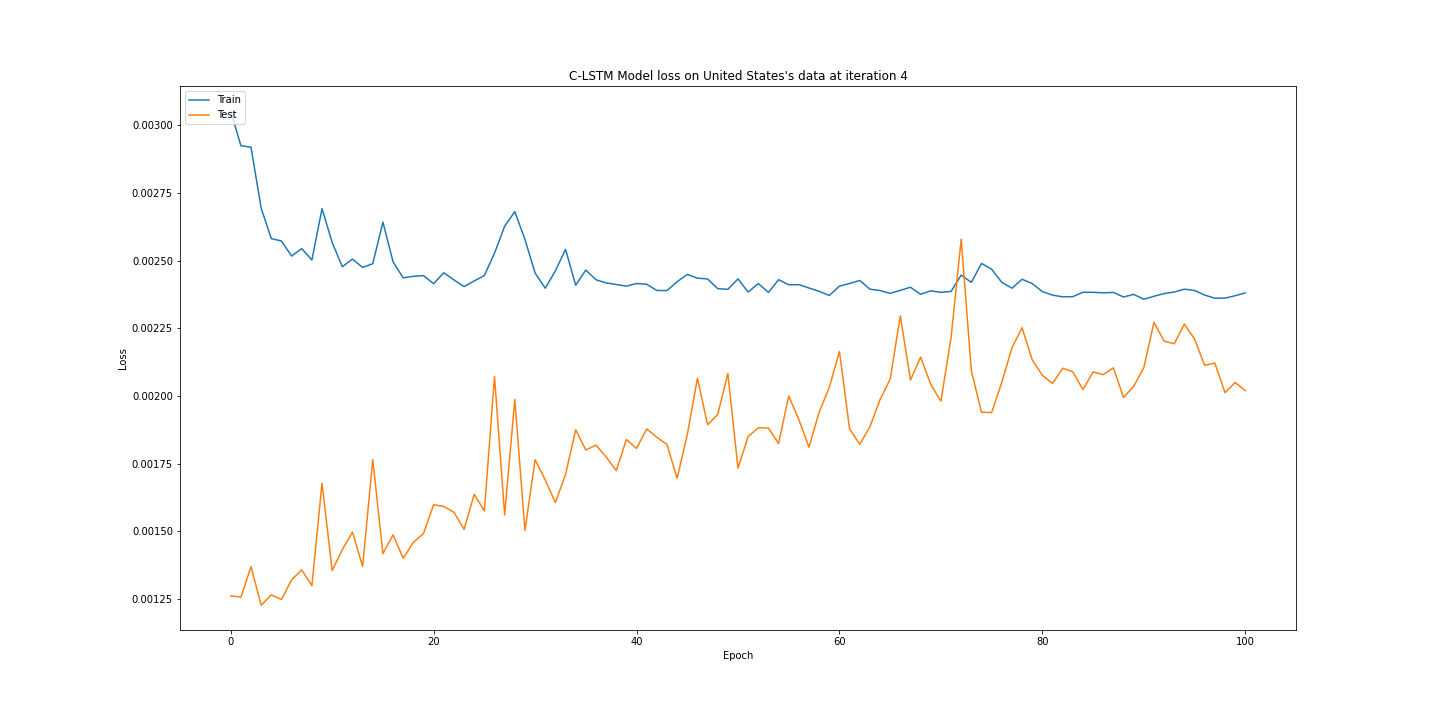 C-LSTM Model loss on United States's data at iteration 4
Train
Test
0.00300
0.00275
0.00250
0.00225
0.00200
0.00175
0.00150
0.00125
Loss
0 20 40 60 80 100
Epoch